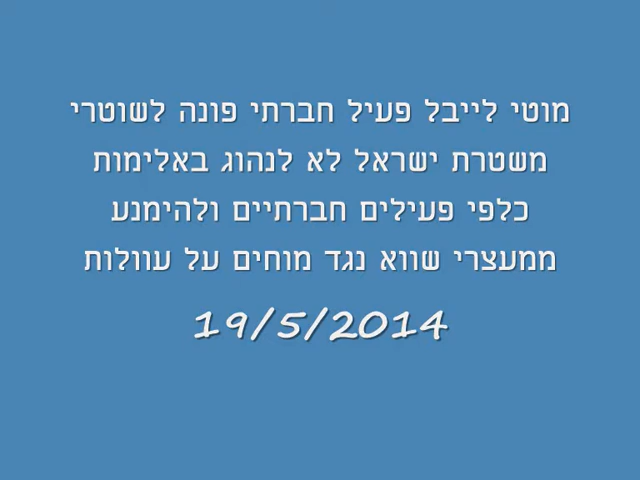 מוטי לייבל פעיל חברתי פונה לשוטרי
משטרת ישראל לא לנהוג באלימות
כלפי פעילים חברתיים ולהימנע
ממעצרי שווא נגד מוחים על עוולות
19/5/2014